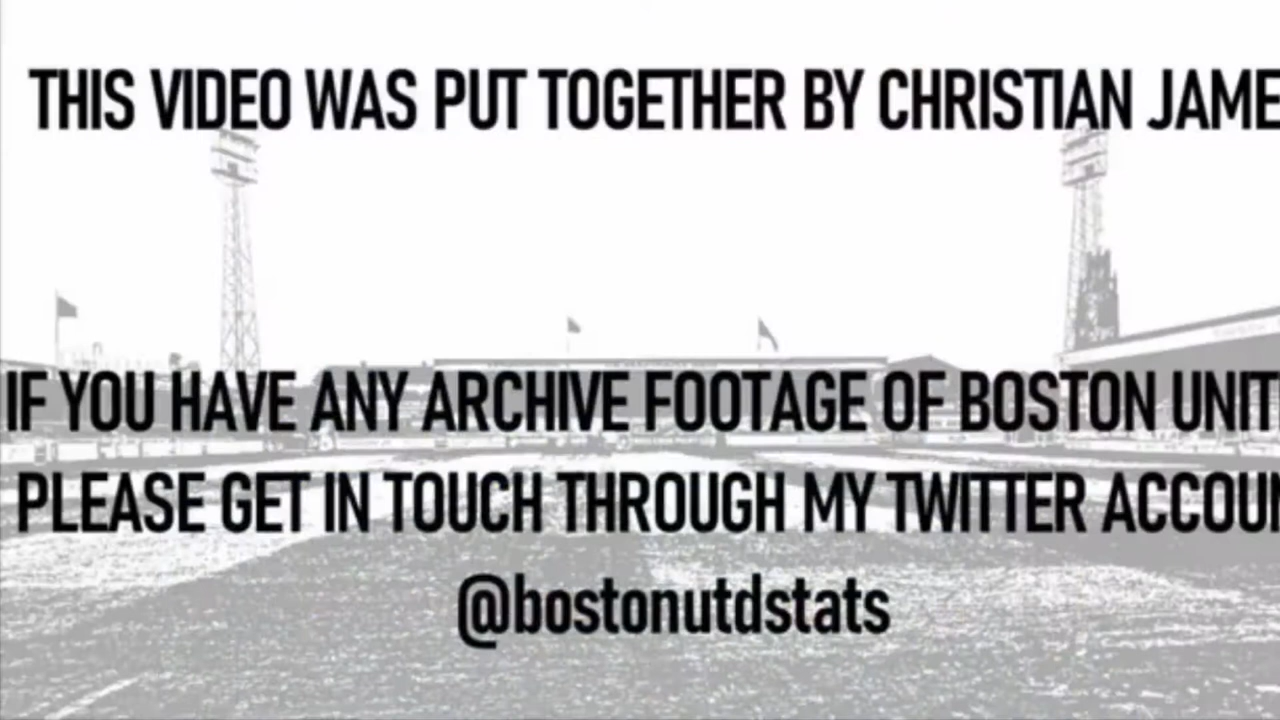 THIS VIDEO WAS PUT TOGETHER BY CHRISTIAN JAME
IF YOU HAVE ANY ARCHIVE FOOTAGE OF BOSTON UNIT
PLEASE GET IN TOUCH THROUGH MY TWITTER ACCOUN
@bostonutdstats